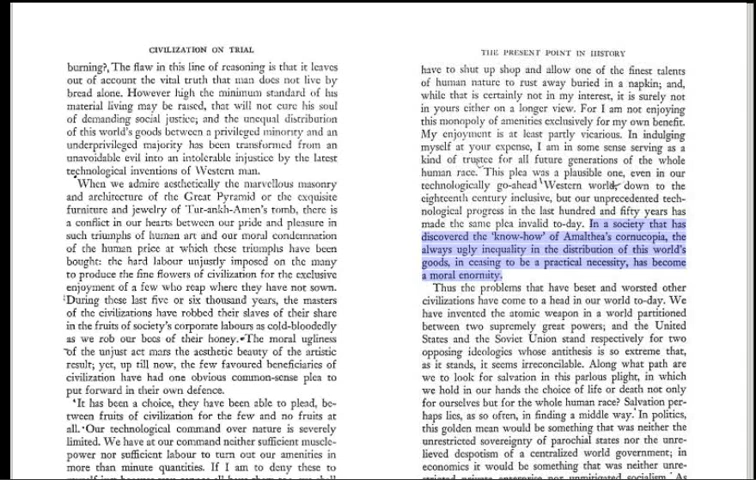 CIVILIZATION ON TRIAL
burning?, The flaw in this line of reasoning is that it leaves
out of account the vital truth that man does not live by
bread alone. However high the minimum standard of his
material living may be raised, that will not cure his soul
of demanding social justice; and the unequal distribution
of this world's goods between a privileged minority and an
underprivileged majority has been transformed from an
unavoidable evil into an intolerable injustice by the latest
technological inventions of Western man.
When we admire aesthetically the marvellous masonry
and architecture of the Great Pyramid or the exquisite
furniture and jewelry of Tut-ankh-Amen's tomb, there is
a conflict in our hearts between our pride and pleasure in
such triumphs of human art and our moral condemnation
of the human price at which these triumphs have been
bought: the hard labour unjustly imposed on the many
to produce the fine flowers of civilization for the exclusive
enjoyment of a few who reap where they have not sown.
During these last five or six thousand years, the masters
of the civilizations have robbed their slaves of their share
in the fruits of society's corporate labours as cold-bloodedly
as we rob our bees of their honey. The moral ugliness
of the unjust act mars the aesthetic beauty of the artistic
result; yet, up till now, the few favoured beneficiaries of
civilization have had one obvious common-sense plea to
put forward in their own defence.
'It has been a choice, they have been able to plead, be-
tween fruits of civilization for the few and no fruits at
all. Our technological command over nature is severely
limited. We have at our command neither sufficient muscle-
power nor sufficient labour to turn out our amenities in
more than minute quantities. If I am to deny these to
THE PRESENT POINT IN HISTORY
have to shut up shop and allow one of the finest talents
of human nature to rust away buried in a napkin; and,
while that is certainly not in my interest, it is surely not
in yours either on a longer view. For I am not enjoying
this monopoly of amenities exclusively for my own benefit.
My enjoyment is at least partly vicarious. In indulging
myself at your expense, I am in some sense serving as a
kind of trustee for all future generations of the whole
human race. This plea was a plausible one, even in our
technologically go-ahead Western world, down to the
eighteenth century inclusive, but our unprecedented tech-
nological progress in the last hundred and fifty years has
made the same plea invalid to-day. In a society that has
discovered the 'know-how' of Amalthea's cornucopia, the
always ugly inequality in the distribution of this world's
goods, in ceasing to be a practical necessity, has become
a moral enormity.
Thus the problems that have beset and worsted other
civilizations have come to a head in our world to-day. We
have invented the atomic weapon in a world partitioned
between two supremely great powers; and the United
States and the Soviet Union stand respectively for two
opposing ideologies whose antithesis is so extreme that,
as it stands, it seems irreconcilable. Along what path are
we to look for salvation in this parlous plight, in which
we hold in our hands the choice of life or death not only
for ourselves but for the whole human race? Salvation per-
haps lies, as so often, in finding a middle way. In politics,
this golden mean would be something that was neither the
unrestricted sovereignty of parochial states nor the unre-
lieved despotism of a centralized world government; in
economics it would be something that was neither unre-